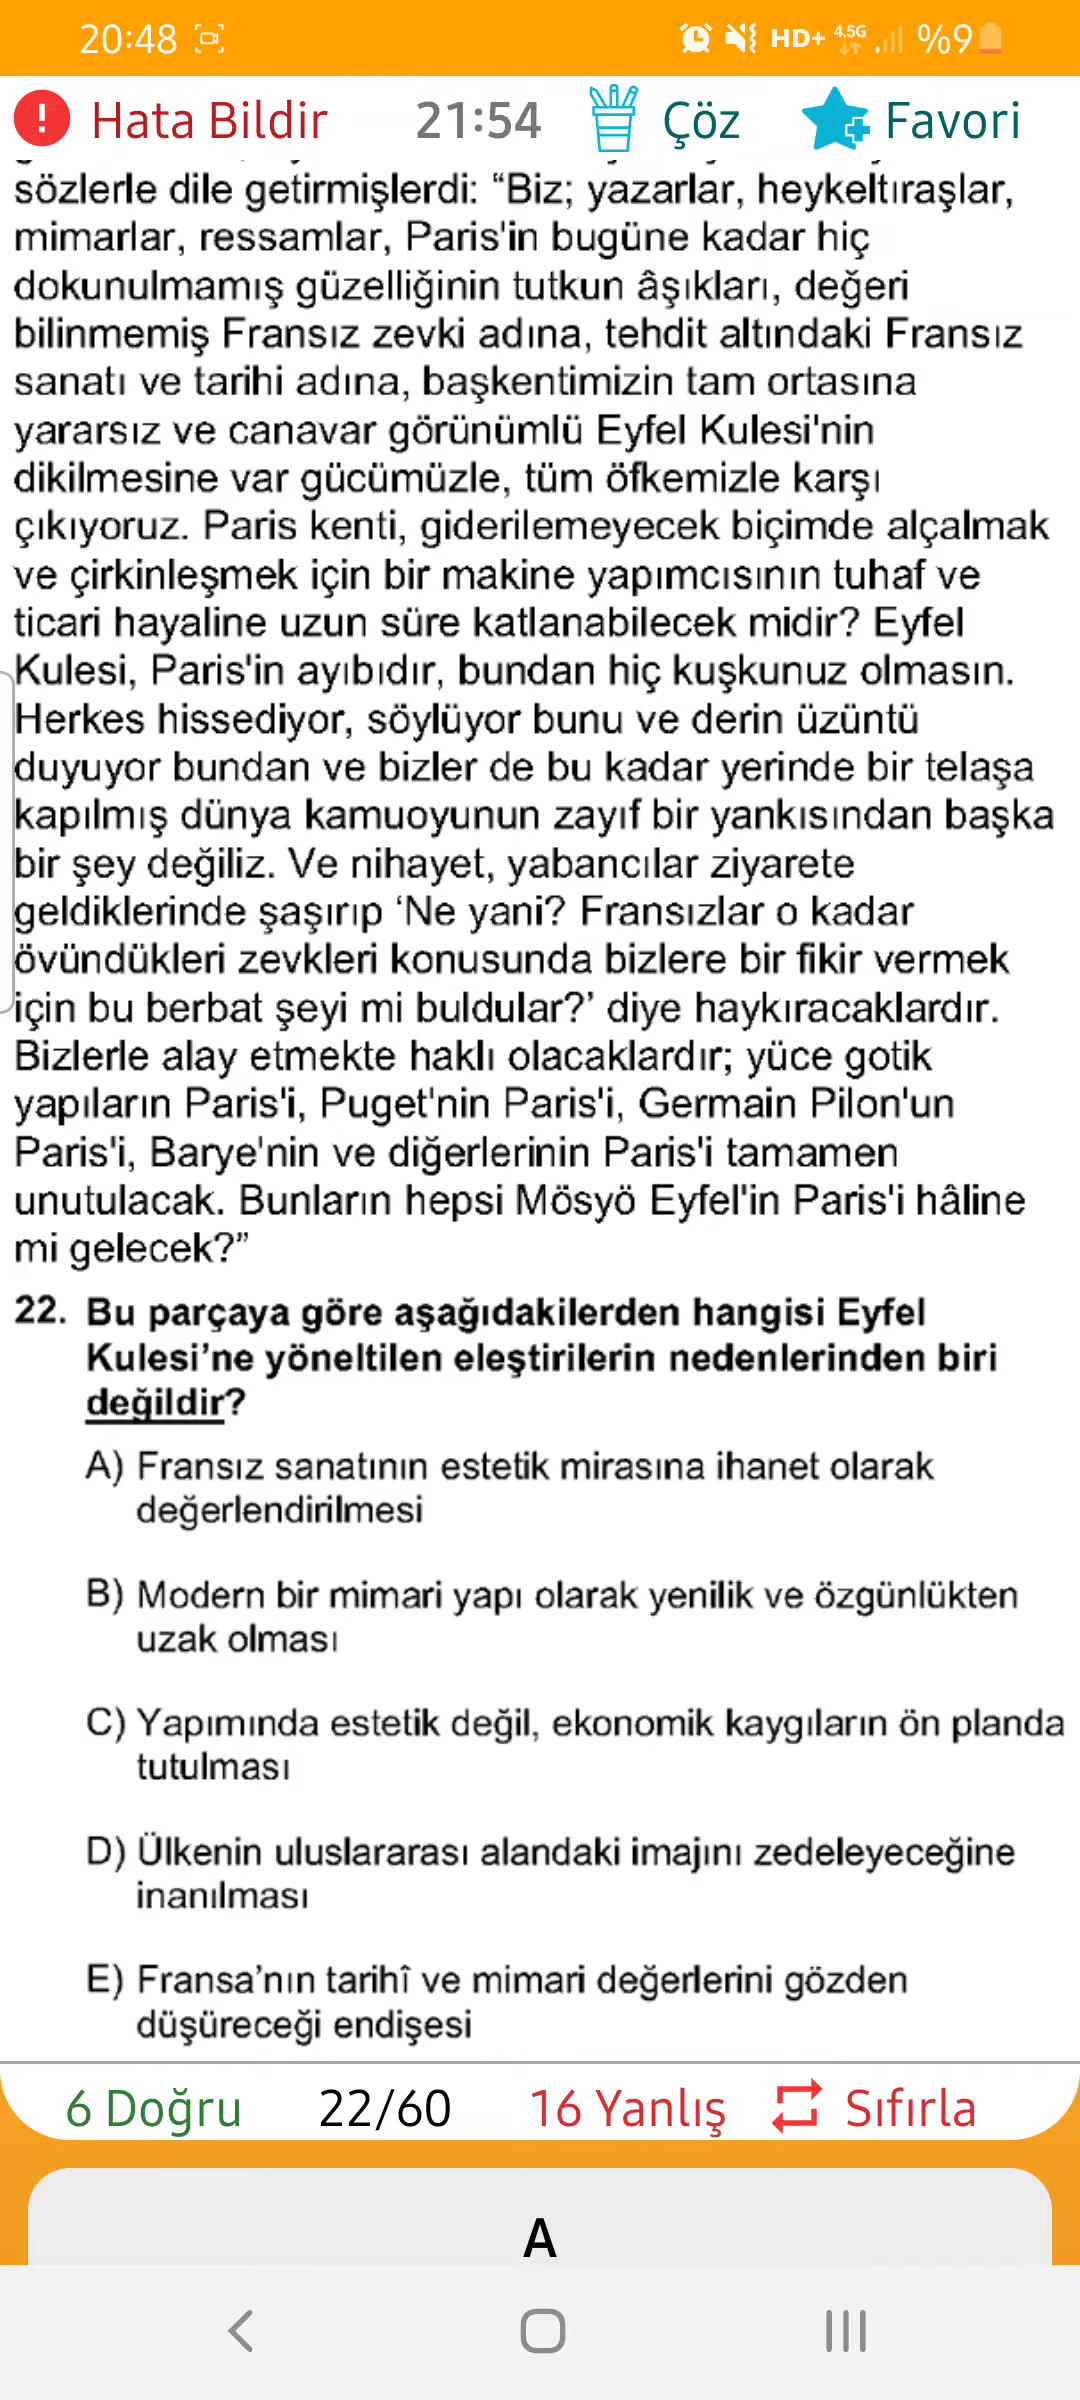 20:48 HD+ 4.5G %9
! Hata Bildir 21:54 Çöz Favori
sözlerle dile getirmişlerdi: “Biz; yazarlar, heykeltıraşlar,
mimarlar, ressamlar, Paris'in bugüne kadar hiç
dokunulmamış güzelliğinin tutkun âşıkları, değeri
bilinmemiş Fransız zevki adına, tehdit altındaki Fransız
sanatı ve tarihi adına, başkentimizin tam ortasına
yararsız ve canavar görünümlü Eyfel Kulesi'nin
dikilmesine var gücümüzle, tüm öfkemizle karşı
çıkıyoruz. Paris kenti, giderilemeyecek biçimde alçalmak
ve çirkinleşmek için bir makine yapımcısının tuhaf ve
ticari hayaline uzun süre katlanabilecek midir? Eyfel
Kulesi, Paris'in ayıbıdır, bundan hiç kuşkunuz olmasın.
Herkes hissediyor, söylüyor bunu ve derin üzüntü
duyuyor bundan ve bizler de bu kadar yerinde bir telaşa
kapılmış dünya kamuoyunun zayıf bir yankısından başka
bir şey değiliz. Ve nihayet, yabancılar ziyarete
geldiklerinde şaşırıp ‘Ne yani? Fransızlar o kadar
övündükleri zevkleri konusunda bizlere bir fikir vermek
için bu berbat şeyi mi buldular?’ diye haykıracaklardır.
Bizlerle alay etmekte haklı olacaklardır; yüce gotik
yapıların Paris'i, Puget'nin Paris'i, Germain Pilon'un
Paris'i, Barye'nin ve diğerlerinin Paris'i tamamen
unutulacak. Bunların hepsi Mösyö Eyfel'in Paris'i hâline
mi gelecek?”
22. Bu parçaya göre aşağıdakilerden hangisi Eyfel
Kulesi’ne yöneltilen eleştirilerin nedenlerinden biri
değildir?
A) Fransız sanatının estetik mirasına ihanet olarak
değerlendirilmesi
B) Modern bir mimari yapı olarak yenilik ve özgünlükten
uzak olması
C) Yapımında estetik değil, ekonomik kaygıların ön planda
tutulması
D) Ülkenin uluslararası alandaki imajını zedeleyeceğine
inanılması
E) Fransa’nın tarihî ve mimari değerlerini gözden
düşüreceği endişesi
6 Doğru 22/60 16 Yanlış Sıfırla
A